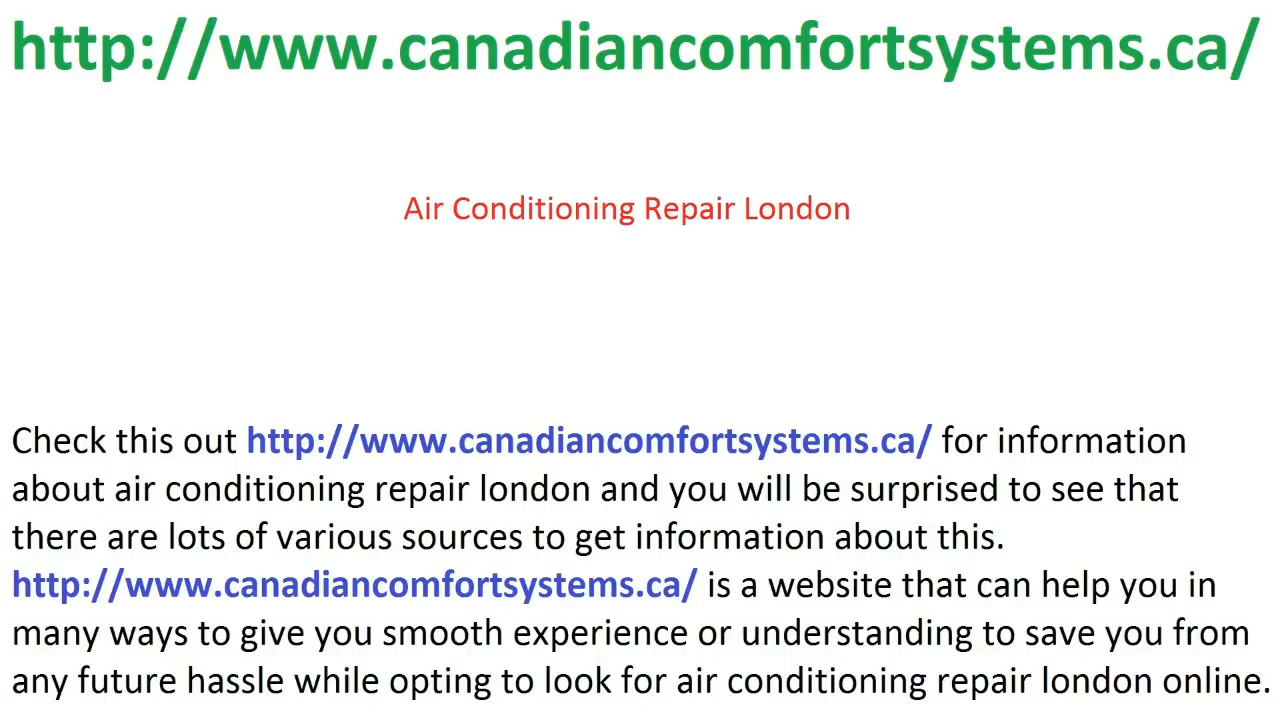 http://www.canadiancomfortsystems.ca/
Air Conditioning Repair London
Check this out http://www.canadiancomfortsystems.ca/ for information
about air conditioning repair london and you will be surprised to see that
there are lots of various sources to get information about this.
http://www.canadiancomfortsystems.ca/ is a website that can help you in
many ways to give you smooth experience or understanding to save you from
any future hassle while opting to look for air conditioning repair london online.